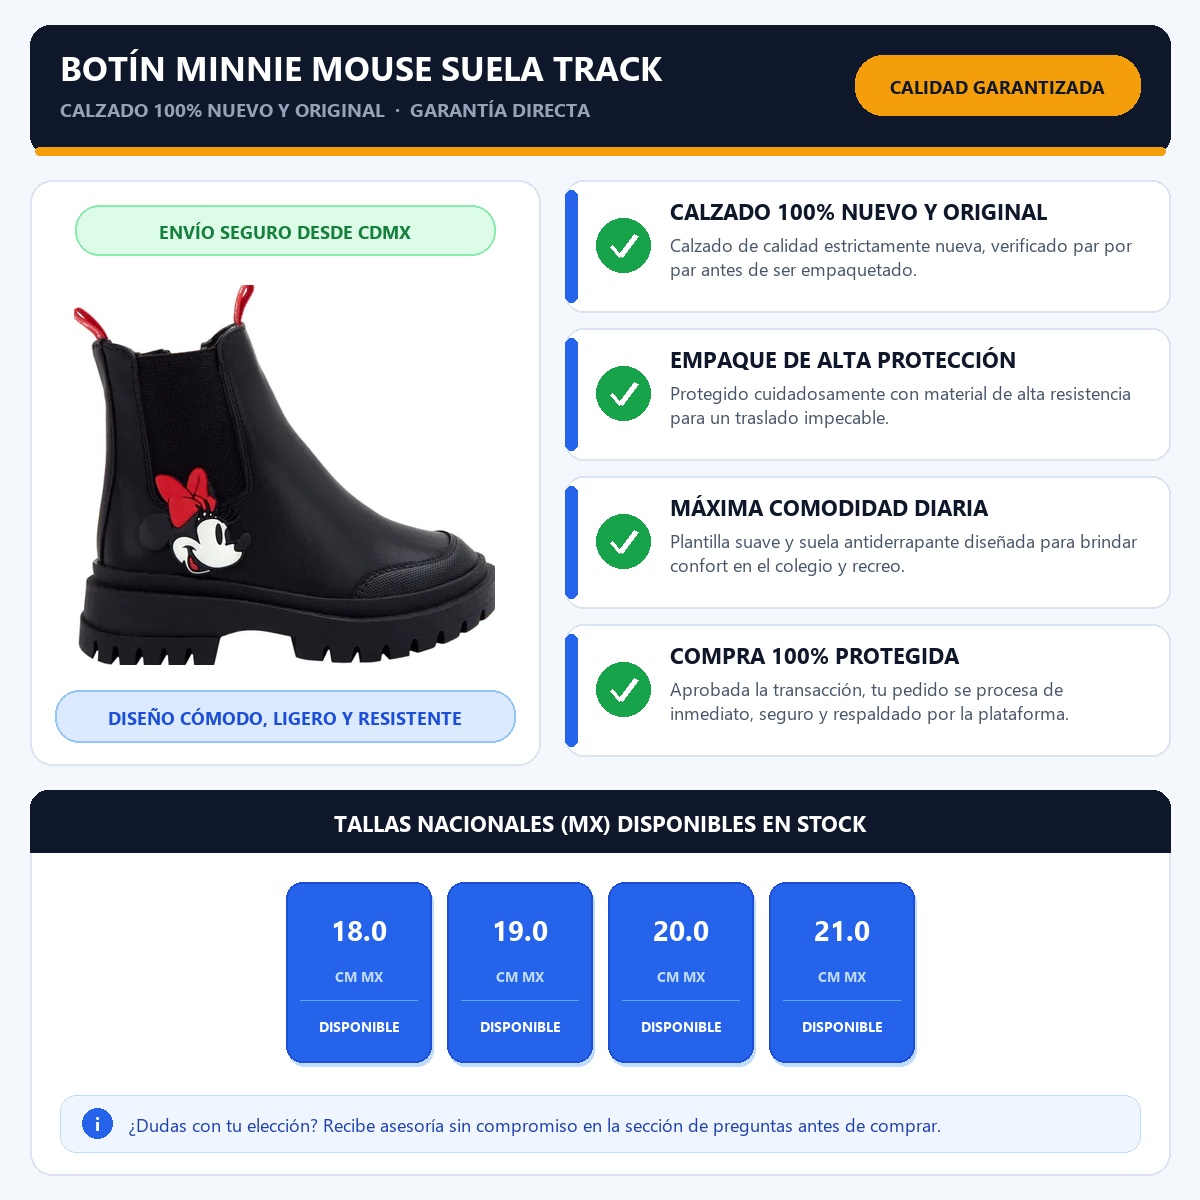 BOTÍN MINNIE MOUSE SUELA TRACK
CALZADO 100% NUEVO Y ORIGINAL · GARANTÍA DIRECTA
CALIDAD GARANTIZADA
ENVÍO SEGURO DESDE CDMX
DISEÑO CÓMODO, LIGERO Y RESISTENTE
CALZADO 100% NUEVO Y ORIGINAL
Calzado de calidad estrictamente nueva, verificado par por
par antes de ser empaquetado.
EMPAQUE DE ALTA PROTECCIÓN
Protegido cuidadosamente con material de alta resistencia
para un traslado impecable.
MÁXIMA COMODIDAD DIARIA
Plantilla suave y suela antiderrapante diseñada para brindar
confort en el colegio y recreo.
COMPRA 100% PROTEGIDA
Aprobada la transacción, tu pedido se procesa de
inmediato, seguro y respaldado por la plataforma.
TALLAS NACIONALES (MX) DISPONIBLES EN STOCK
18.0
CM MX
DISPONIBLE
19.0
CM MX
DISPONIBLE
20.0
CM MX
DISPONIBLE
21.0
CM MX
DISPONIBLE
¿Dudas con tu elección? Recibe asesoría sin compromiso en la sección de preguntas antes de comprar.